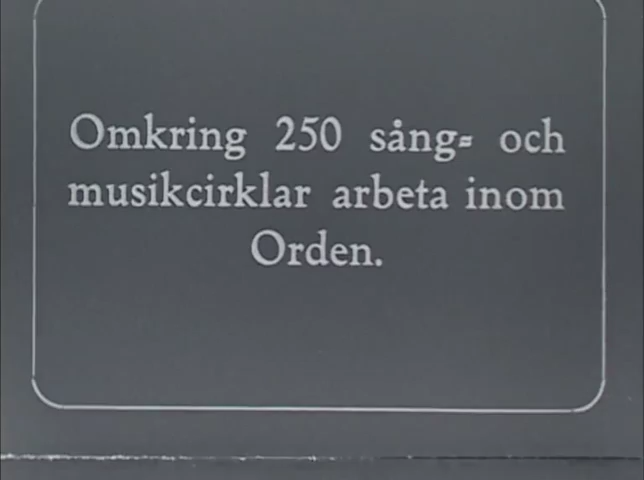 Omkring 250 sång= och
musikcirklar arbeta inom
Orden.